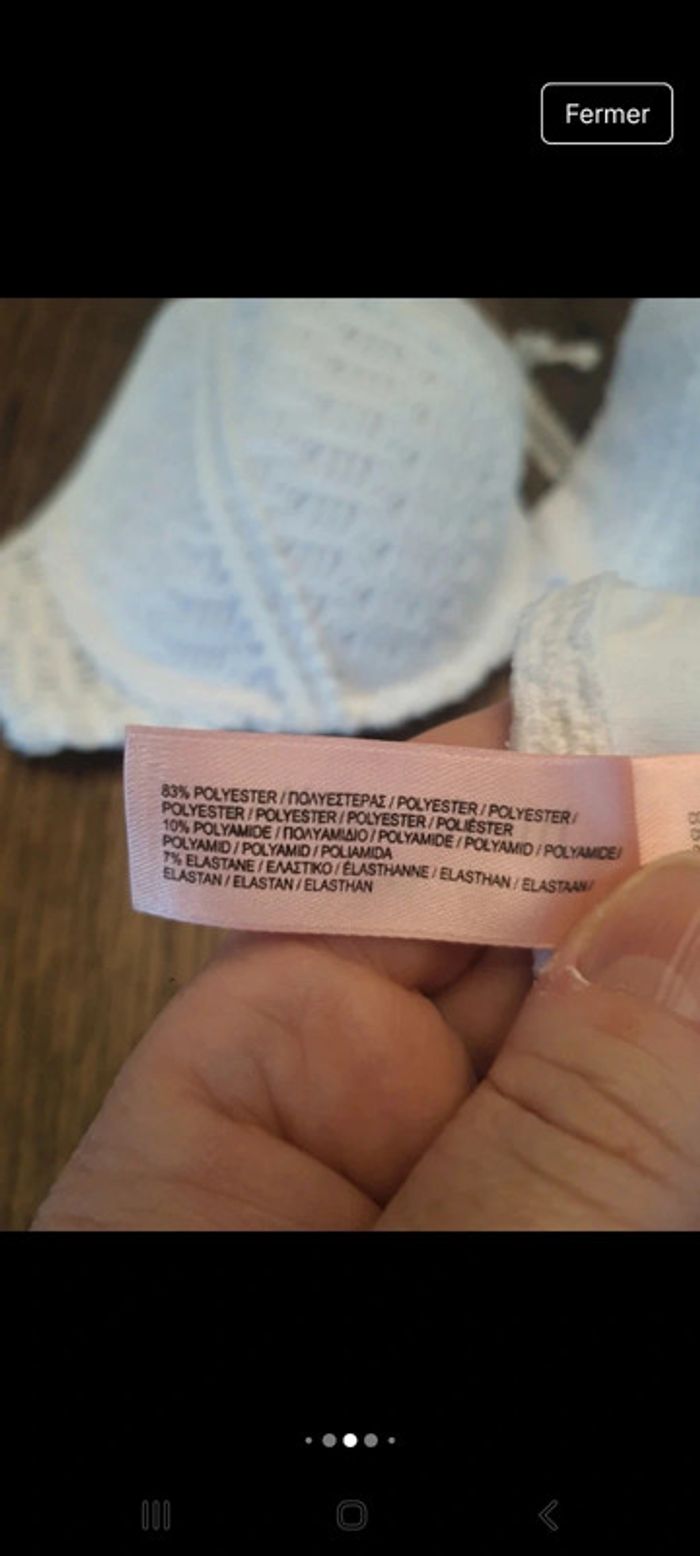 Fermer
83% POLYESTER / ΠΟΛΥΕΣΤΕΡΑΣ / POLYESTER / POLYESTER /
POLYESTER / POLYESTER / POLYESTER / POLIÉSTER
10% POLYAMIDE / ΠΟΛΥΑΜΙΔΙΟ / POLYAMIDE / POLYAMID / POLYAMIDE/
POLYAMID / POLYAMID / POLIAMIDA
7% ELASTANE / ΕΛΑΣΤΙΚΟ / ÉLASTHANNE / ELASTHAN / ELASTAAN/
ELASTAN / ELASTAN / ELASTHAN